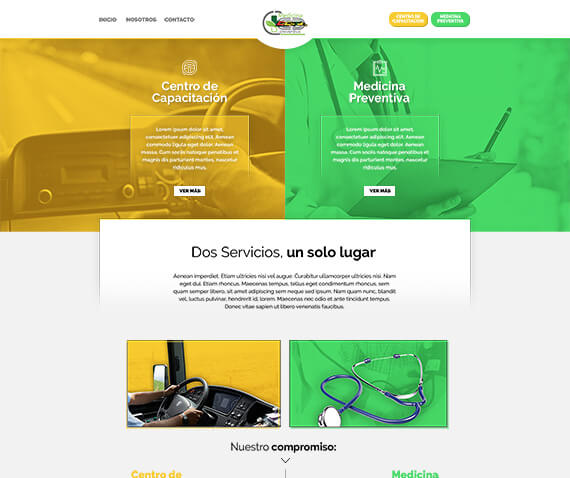 INICIO NOSOTROS CONTACTO
Medicina
Preventiva
CENTRO DE
CAPACITACIÓN
MEDICINA
PREVENTIVA
Centro de
Capacitación
Lorem ipsum dolor sit amet,
consectetuer adipiscing elit. Aenean
commodo ligula eget dolor. Aenean
massa. Cum sociis natoque penatibus et
magnis dis parturient montes, nascetur
ridiculus mus.
VER MÁS
Medicina
Preventiva
Lorem ipsum dolor sit amet,
consectetuer adipiscing elit. Aenean
commodo ligula eget dolor. Aenean
massa. Cum sociis natoque penatibus et
magnis dis parturient montes, nascetur
ridiculus mus.
VER MÁS
Dos Servicios, un solo lugar
Aenean imperdiet. Etiam ultricies nisi vel augue. Curabitur ullamcorper ultricies nisi. Nam
eget dui. Etiam rhoncus. Maecenas tempus, tellus eget condimentum rhoncus, sem
quam semper libero, sit amet adipiscing sem neque sed ipsum. Nam quam nunc, blandit
vel, luctus pulvinar, hendrerit id, lorem. Maecenas nec odio et ante tincidunt tempus.
Donec vitae sapien ut libero venenatis faucibus.
Nuestro compromiso:
Centro de
Medicina